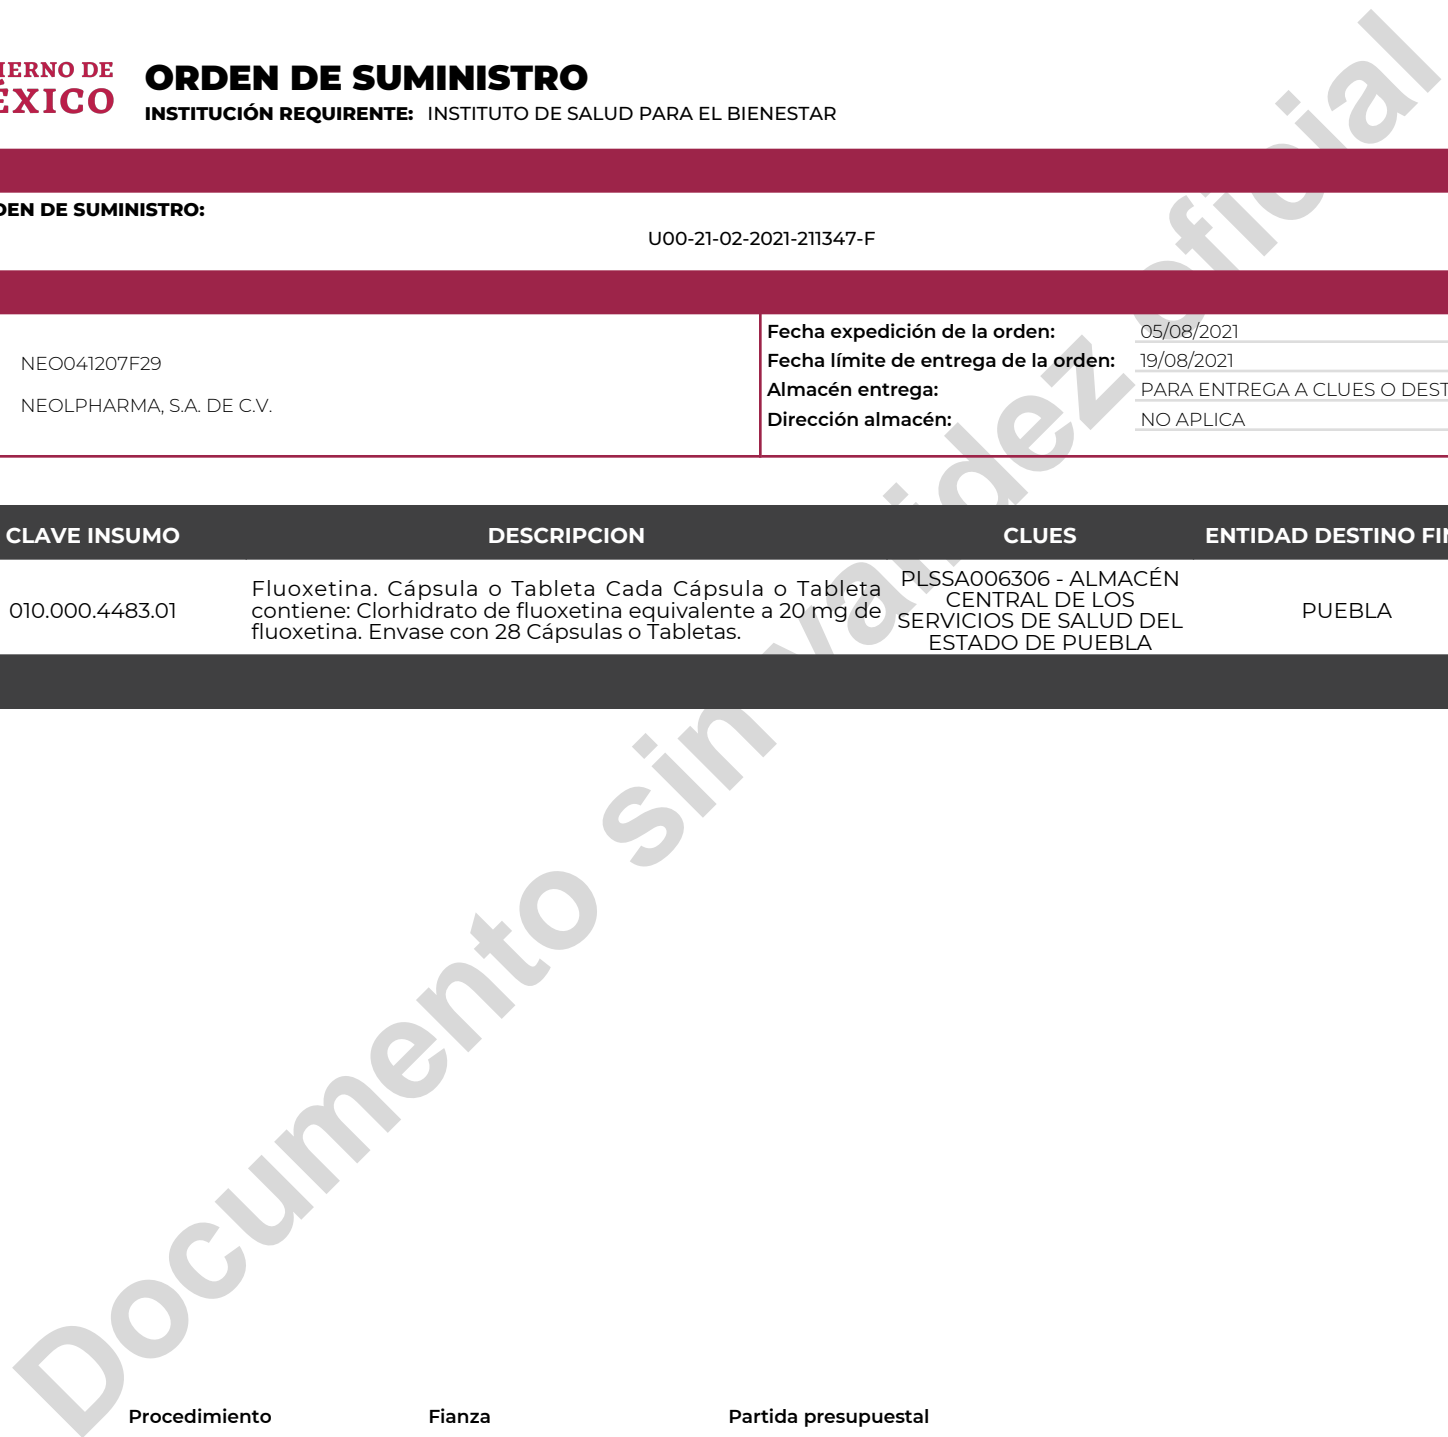 IERNO DE
ÉXICO
ORDEN DE SUMINISTRO
INSTITUCIÓN REQUIRENTE: INSTITUTO DE SALUD PARA EL BIENESTAR
DEN DE SUMINISTRO:
U00-21-02-2021-211347-F
NEO041207F29
NEOLPHARMA, S.A. DE C.V.
Fecha expedición de la orden: 05/08/2021
Fecha límite de entrega de la orden: 19/08/2021
Almacén entrega: PARA ENTREGA A CLUES O DEST
Dirección almacén: NO APLICA
CLAVE INSUMO DESCRIPCION CLUES ENTIDAD DESTINO FIN
010.000.4483.01
Fluoxetina. Cápsula o Tableta Cada Cápsula o Tableta
contiene: Clorhidrato de fluoxetina equivalente a 20 mg de
fluoxetina. Envase con 28 Cápsulas o Tabletas.
PLSSA006306 - ALMACÉN
CENTRAL DE LOS
SERVICIOS DE SALUD DEL
ESTADO DE PUEBLA
PUEBLA
Documento sin validez oficial
Procedimiento Fianza Partida presupuestal